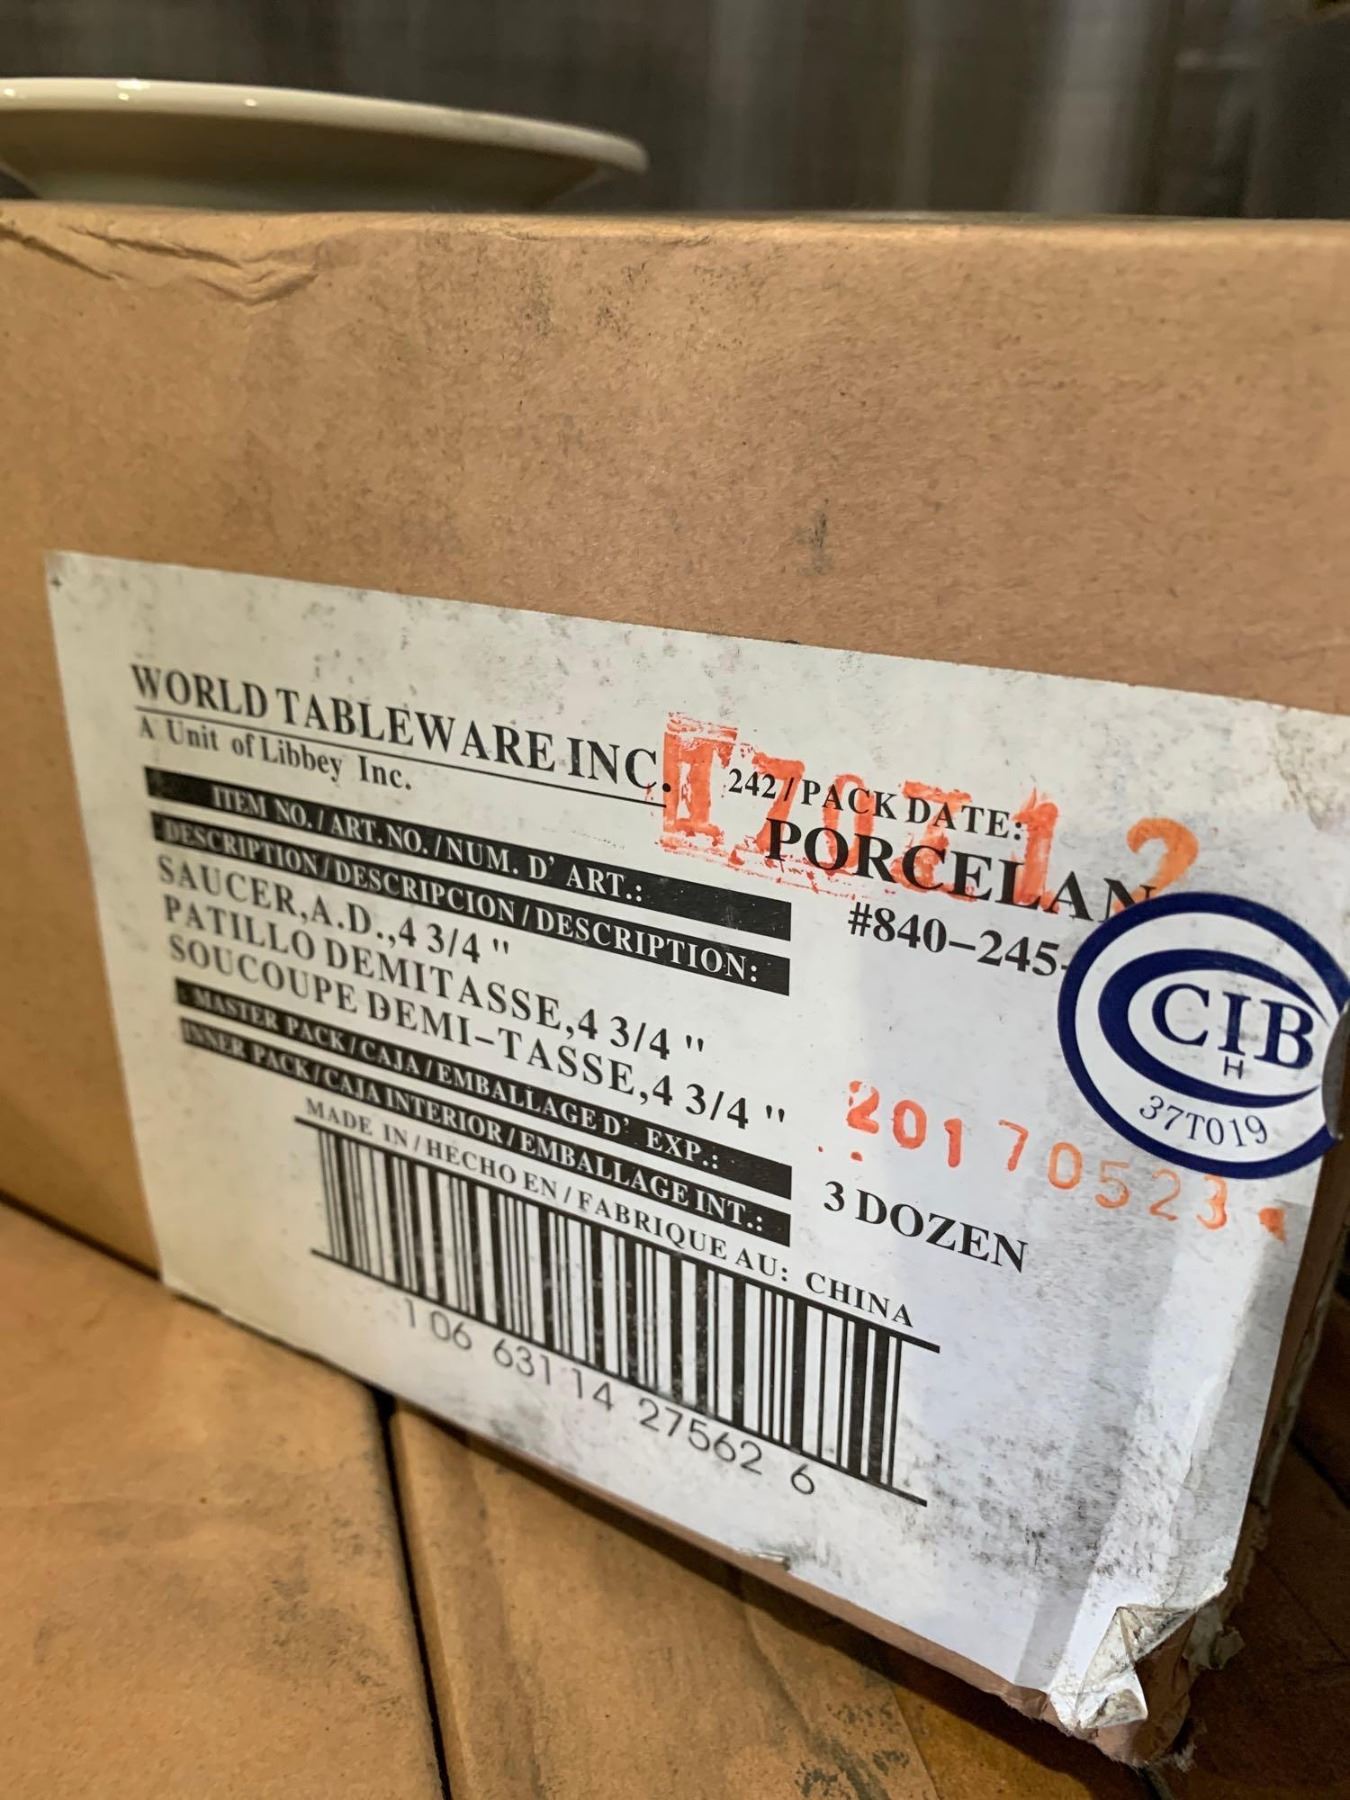 WORLD TABLEWARE INC.
A Unit of Libbey Inc.
242 / PACK DATE:
PORCELAN
ITEM NO. / ART. NO. / NUM. D' ART.:
#840-245-
DESCRIPTION / DESCRIPCION / DESCRIPTION:
SAUCER,A.D.,4 3/4 "
PATILLO DEMITASSE,4 3/4 "
SOUCOUPE DEMI-TASSE,4 3/4 "
CIB
H
37T019
20170523
MASTER PACK / CAJA / EMBALLAGE D' EXP.:
3 DOZEN
INNER PACK / CAJA INTERIOR / EMBALLAGE INT.:
MADE IN / HECHO EN / FABRIQUE AU: CHINA
1 06 63114 27562 6